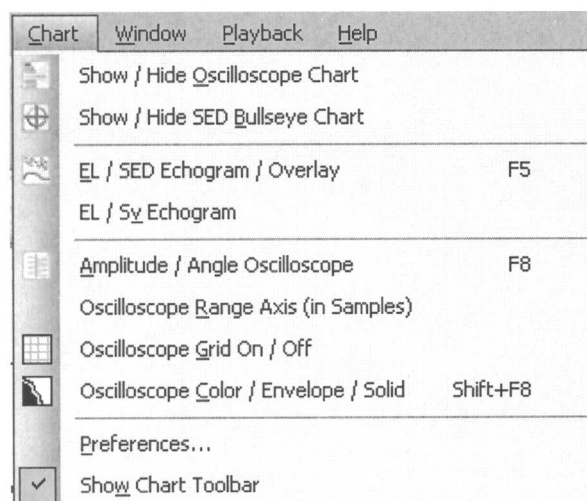 Chart Window Playback Help
Show / Hide Oscilloscope Chart
Show / Hide SED Bullseye Chart
EL / SED Echogram / Overlay F5
EL / Sv Echogram
Amplitude / Angle Oscilloscope F8
Oscilloscope Range Axis (in Samples)
Oscilloscope Grid On / Off
Oscilloscope Color / Envelope / Solid Shift+F8
Preferences...
Show Chart Toolbar